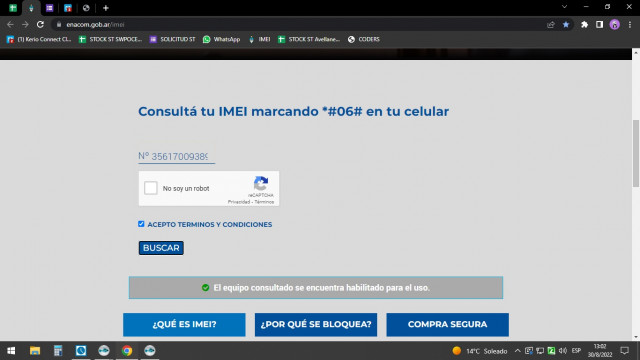 enacom.gob.ar/imei
(1) Kerio Connect Cl... STOCK ST SWPOCE... SOLICITUD ST WhatsApp IMEI STOCK ST Avellane... CODERS
Consultá tu IMEI marcando *#06# en tu celular
Nº 3561700938
No soy un robot
reCAPTCHA
Privacidad - Términos
ACEPTO TERMINOS Y CONDICIONES
BUSCAR
El equipo consultado se encuentra habilitado para el uso.
¿QUÉ ES IMEI? ¿POR QUÉ SE BLOQUEA? COMPRA SEGURA
14°C Soleado ESP 13:02
30/8/2022